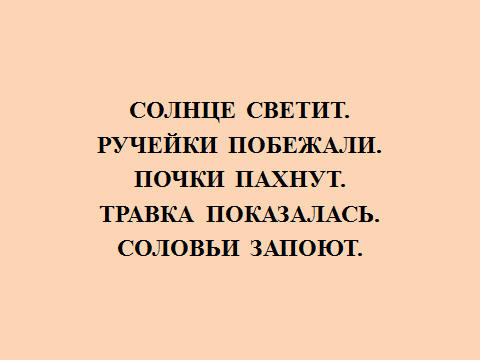 СОЛНЦЕ СВЕТИТ.
РУЧЕЙКИ ПОБЕЖАЛИ.
ПОЧКИ ПАХНУТ.
ТРАВКА ПОКАЗАЛАСЬ.
СОЛОВЬИ ЗАПОЮТ.